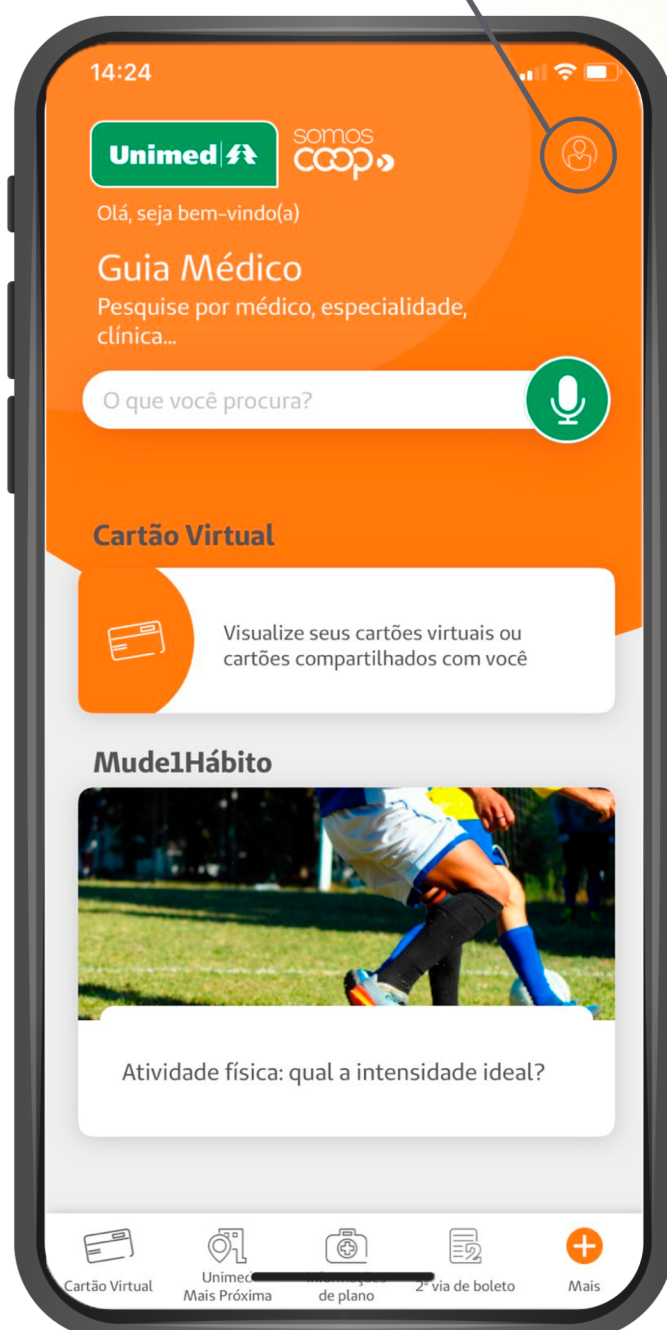 14:24
Unimed
somos
coop
Olá, seja bem-vindo(a)
Guia Médico
Pesquise por médico, especialidade,
clínica...
O que você procura?
Cartão Virtual
Visualize seus cartões virtuais ou
cartões compartilhados com você
Mude1Hábito
Atividade física: qual a intensidade ideal?
Cartão Virtual
Unimed
Mais Próxima
Informações
de plano
2ª via de boleto
Mais